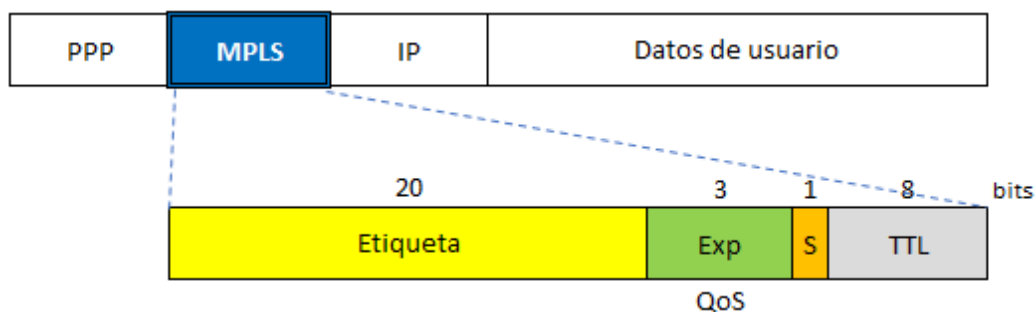 PPP MPLS IP Datos de usuario
20 3 1 8 bits
Etiqueta Exp S TTL
QoS